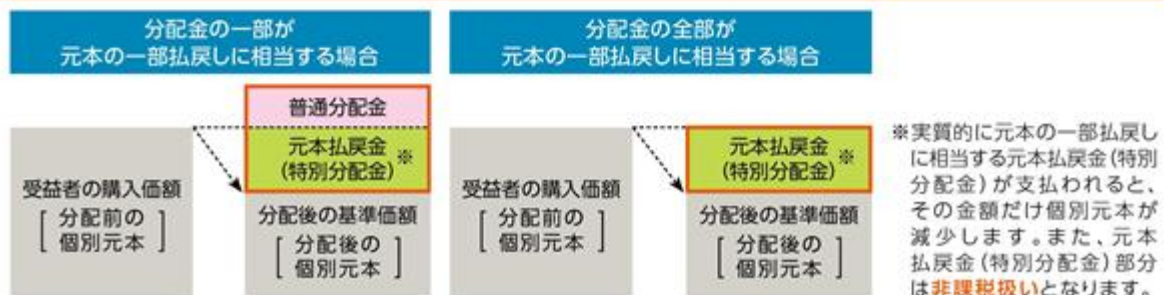 分配金の一部が
元本の一部払戻しに相当する場合
普通分配金
元本払戻金
(特別分配金)
※
受益者の購入価額
[分配前の
個別元本]
分配後の基準価額
[分配後の
個別元本]
分配金の全部が
元本の一部払戻しに相当する場合
元本払戻金
(特別分配金)
※
受益者の購入価額
[分配前の
個別元本]
分配後の基準価額
[分配後の
個別元本]
※実質的に元本の一部払戻し
に相当する元本払戻金(特別
分配金)が支払われると、
その金額だけ個別元本が
減少します。また、元本
払戻金(特別分配金)部分
は非課税扱いとなります。